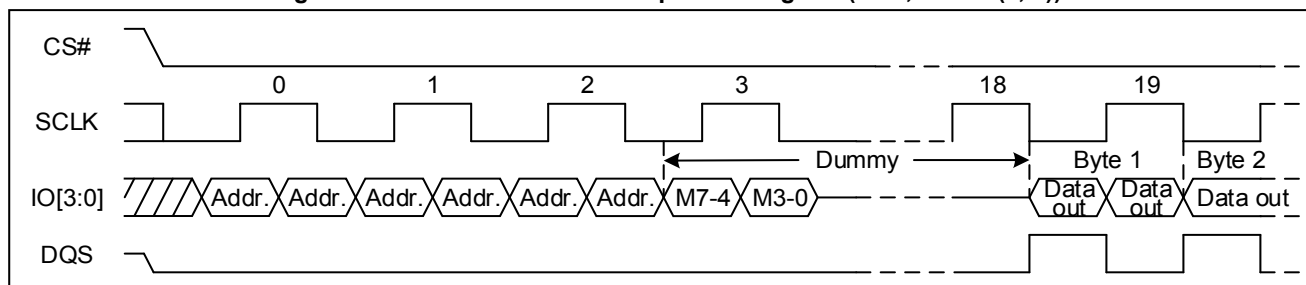 CS#
0 1 2 3 18 19
SCLK
Dummy Byte 1 Byte 2
IO[3:0] Addr. Addr. Addr. Addr. Addr. Addr. M7-4 M3-0 Data out Data out Data out
DQS